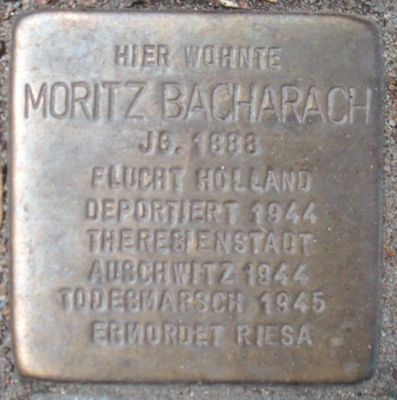 HIER WOHNTE
MORITZ BACHARACH
JG. 1888
FLUCHT HOLLAND
DEPORTIERT 1944
THERESIENSTADT
AUSCHWITZ 1944
TODESMARSCH 1945
ERMORDET RIESA